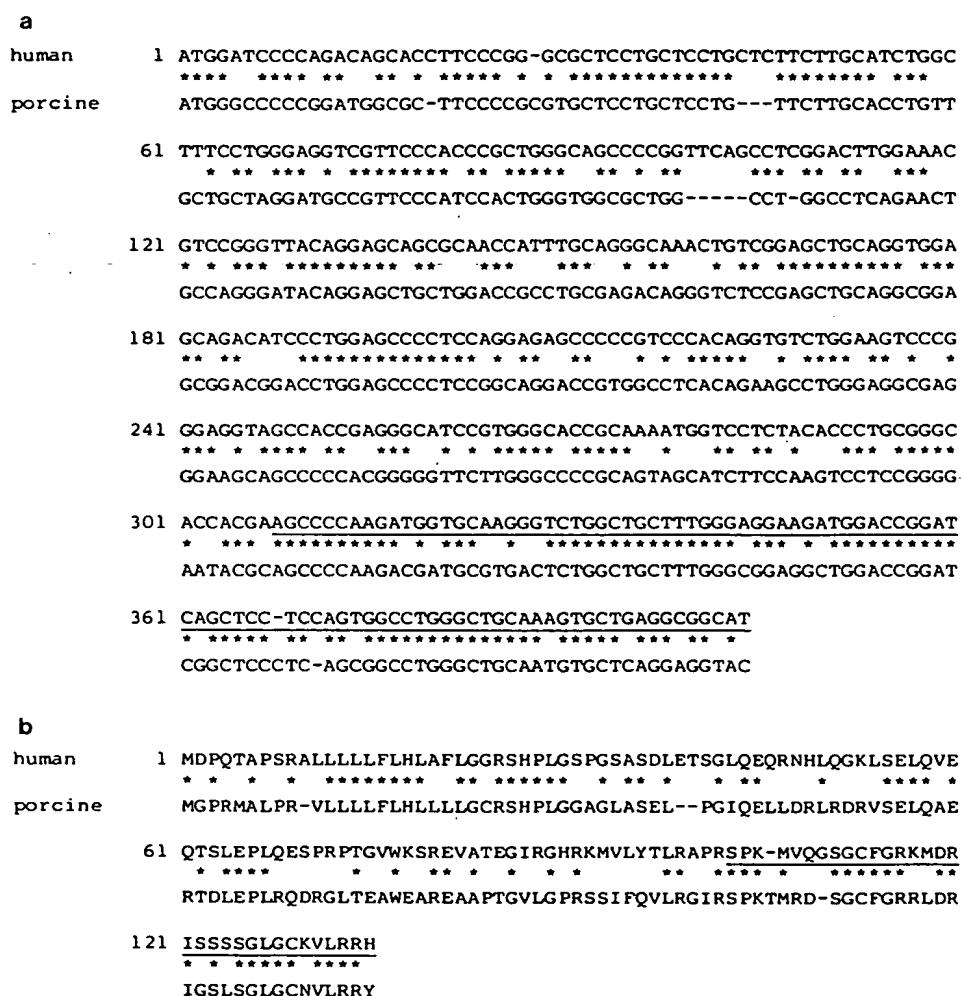 a
human 1 ATGGATCCCCAGACAGCACCTTCCCGG-GCGCTCCTGCTCCTGCTCTTCTTGCATCTGGC
**** **** ** ** * ***** * * ************* ******** ***
porcine ATGGGCCCCCGGATGGCGC-TTCCCCGCGTGCTCCTGCTCCTG---TTCTTGCACCTGTT
61 TTTCCTGGGAGGTCGTTCCCACCCGCTGGGCAGCCCCGGTTCAGCCTCGGACTTGGAAAC
* ** *** * ********* ** ***** ** * ** *** ** ** ***
GCTGCTAGGATGCCGTTCCCATCCACTGGGTGGCGCTGG-----CCT-GGCCTCAGAACT
121 GTCCGGGTTACAGGAGCAGCGCAACCATTTGCAGGGCAAACTGTCGGAGCTGCAGGTGGA
* * *** ********* ** *** *** * ** * ** ********** ***
GCCAGGGATACAGGAGCTGCTGGACCGCCTGCGAGACAGGGTCTCCGAGCTGCAGGCGGA
181 GCAGACATCCCTGGAGCCCCTCCAGGAGAGCCCCCGTCCCACAGGTGTCTGGAAGTCCCG
** ** ************** * ** ** * ***** * **** ** * *
GCGGACGGACCTGGAGCCCCTCCGGCAGGACCGTGGCCTCACAGAAGCCTGGGAGGCGAG
241 GGAGGTAGCCACCGAGGGCATCCGTGGGCACCGCAAAATGGTCCTCTACACCCTGCGGGC
*** * **** ** *** * * *** ***** * ** ** * *** *** *
GGAAGCAGCCCCCACGGGGGTTCTTGGGCCCCGCAGTAGCATCTTCCAAGTCCTCCGGGG
301 ACCACGAAGCCCCAAGATGGTGCAAGGGTCTGGCTGCTTTGGGAGGAAGATGGACCGGAT
* *** ********** * *** * *************** *** * **********
AATACGCAGCCCCAAGACGATGCGTGACTCTGGCTGCTTTGGGCGGAGGCTGGACCGGAT
361 CAGCTCC-TCCAGTGGCCTGGGCTGCAAAGTGCTGAGGCGGCAT
* ***** ** ** ************* ***** ** ** *
CGGCTCCCTC-AGCGGCCTGGGCTGCAATGTGCTCAGGAGGTAC
b
human 1 MDPQTAPSRALLLLLFLHLAFLGGRSHPLGSPGSASDLETSGLQEQRNHLQGKLSELQVE
* * * * ******** ** ****** * ** * ** * **** *
porcine MGPRMALPR-VLLLLFLHLLLLGCRSHPLGGAGLASEL--PGIQELLDRLRDRVSELQAE
61 QTSLEPLQESPRPTGVWKSREVATEGIRGHRKMVLYTLRAPRSPK-MVQGSGCFGRKMDR
* ***** * * ** * * * * ** **** * ****** **
RTDLEPLRQDRGLTEAWEAREAAPTGVLGPRSSIFQVLRGIRSPKTMRD-SGCFGRRLDR
121 ISSSSGLGCKVLRRH
* * ***** ****
IGSLSGLGCNVLRRY